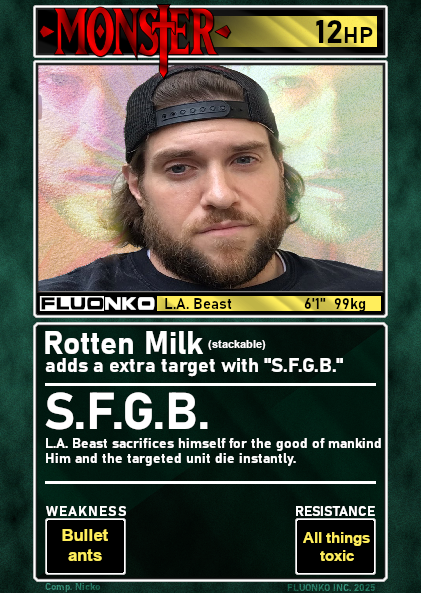 MONSTER
12HP
FLUONKO L.A. Beast 6'1" 99kg
Rotten Milk (stackable)
adds a extra target with "S.F.G.B."
S.F.G.B.
L.A. Beast sacrifices himself for the good of mankind
Him and the targeted unit die instantly.
WEAKNESS
Bullet
ants
RESISTANCE
All things
toxic
Comp. Nicko
FLUONKO INC. 2025